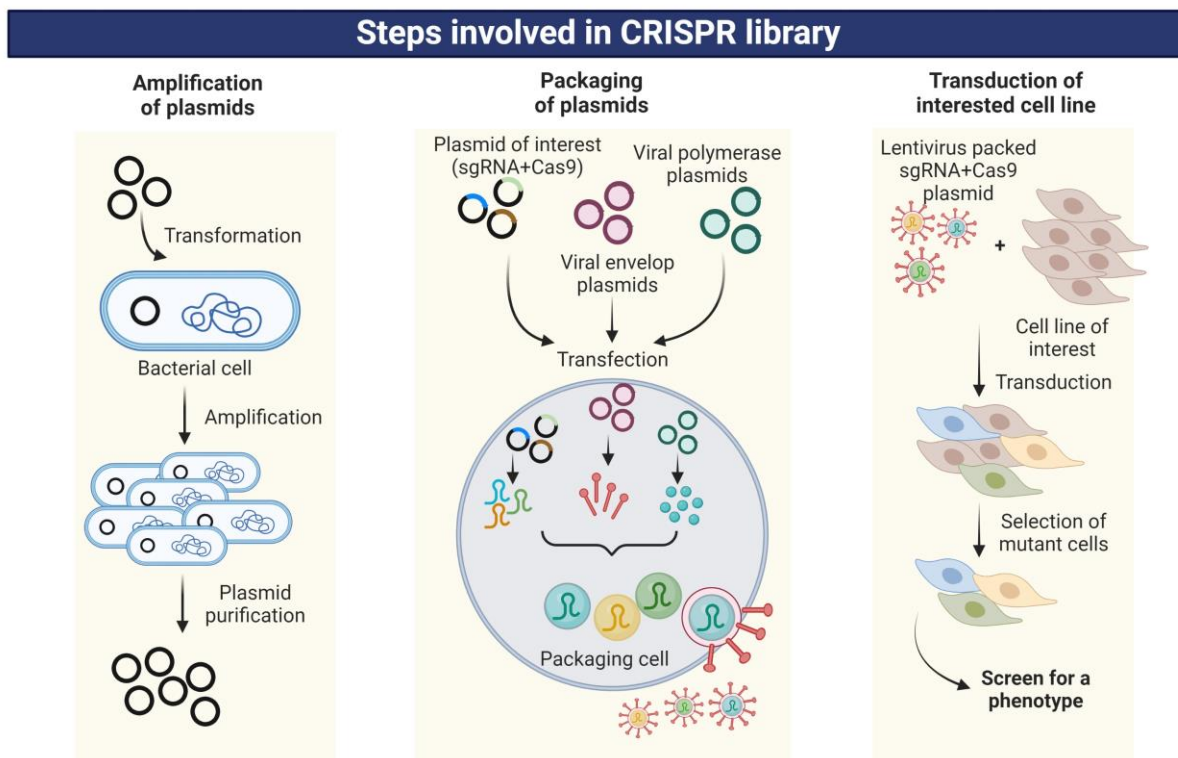 Steps involved in CRISPR library
Amplification
of plasmids
Transformation
Bacterial cell
Amplification
Plasmid
purification
Packaging
of plasmids
Plasmid of interest
(sgRNA+Cas9)
Viral polymerase
plasmids
Viral envelop
plasmids
Transfection
Packaging cell
Transduction of
interested cell line
Lentivirus packed
sgRNA+Cas9
plasmid
+
Cell line of
interest
Transduction
Selection of
mutant cells
Screen for a
phenotype